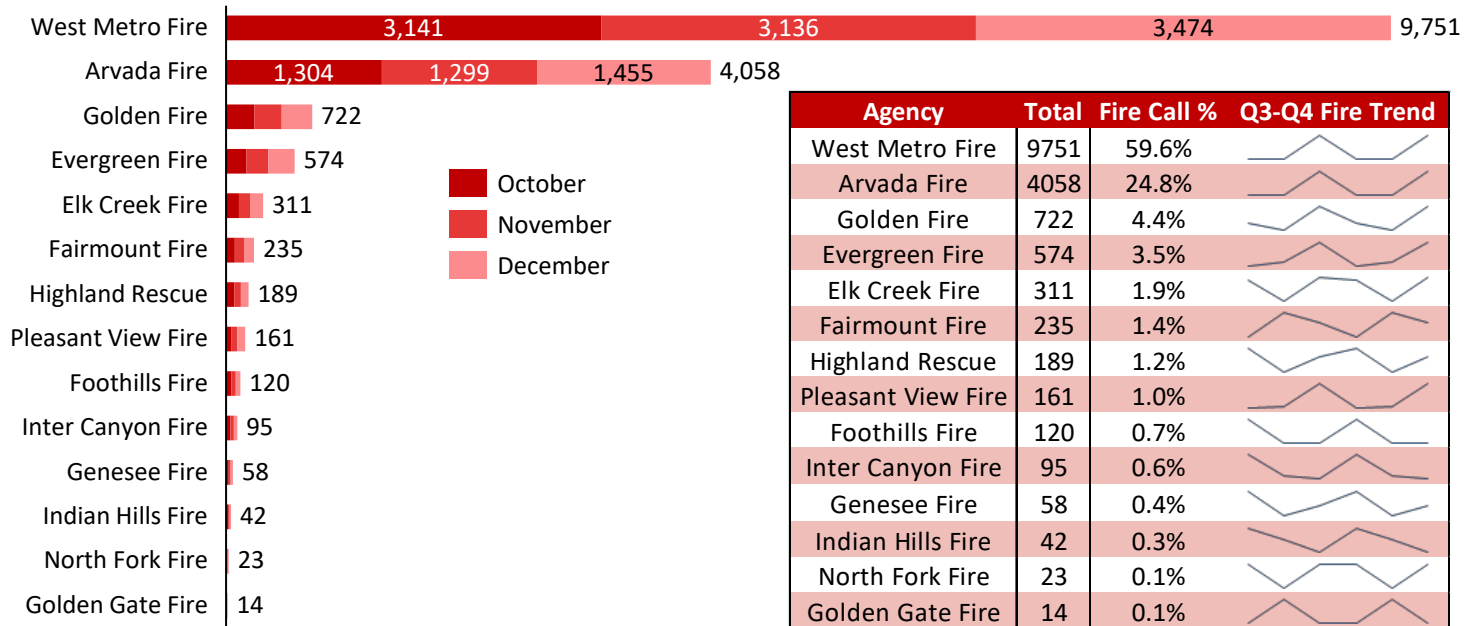 West Metro Fire 3,141 3,136 3,474 9,751
Arvada Fire 1,304 1,299 1,455 4,058
Golden Fire 722
Evergreen Fire 574
Elk Creek Fire 311
Fairmount Fire 235
Highland Rescue 189
Pleasant View Fire 161
Foothills Fire 120
Inter Canyon Fire 95
Genesee Fire 58
Indian Hills Fire 42
North Fork Fire 23
Golden Gate Fire 14
October
November
December
Agency Total Fire Call % Q3-Q4 Fire Trend
West Metro Fire 9751 59.6%
Arvada Fire 4058 24.8%
Golden Fire 722 4.4%
Evergreen Fire 574 3.5%
Elk Creek Fire 311 1.9%
Fairmount Fire 235 1.4%
Highland Rescue 189 1.2%
Pleasant View Fire 161 1.0%
Foothills Fire 120 0.7%
Inter Canyon Fire 95 0.6%
Genesee Fire 58 0.4%
Indian Hills Fire 42 0.3%
North Fork Fire 23 0.1%
Golden Gate Fire 14 0.1%